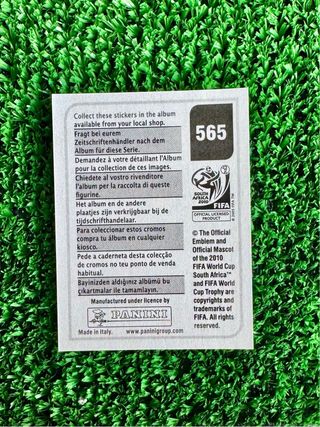 Collect these stickers in the album
available from your local shop.
Fragt bei eurem
Zeitschriftenhändler nach dem
Album für diese Serie.
Demandez à votre détaillant l'Album
pour la collection de ces images.
Chiedete al vostro rivenditore
l'album per la raccolta di queste
figurine.
Het album en de andere
plaatjes zijn verkrijgbaar bij de
tijdschrifthandelaar.
Para coleccionar estos cromos
compra tu álbum en cualquier
kiosco.
Pede a caderneta desta colecção
de cromos no teu ponto de venda
habitual.
Bayinizden aldığınız albümü bu
çıkartmalar ile tamamlayın.
Manufactured under licence by
PANINI
Made in Italy.
www.paninigroup.com
565
SOUTH AFRICA
2010
FIFA
OFFICIAL LICENSED
PRODUCT
© The Official
Emblem and
Official Mascot
of the 2010
FIFA World Cup
South Africa™
and FIFA World
Cup Trophy are
copyrights and
trademarks of
FIFA. All rights
reserved.